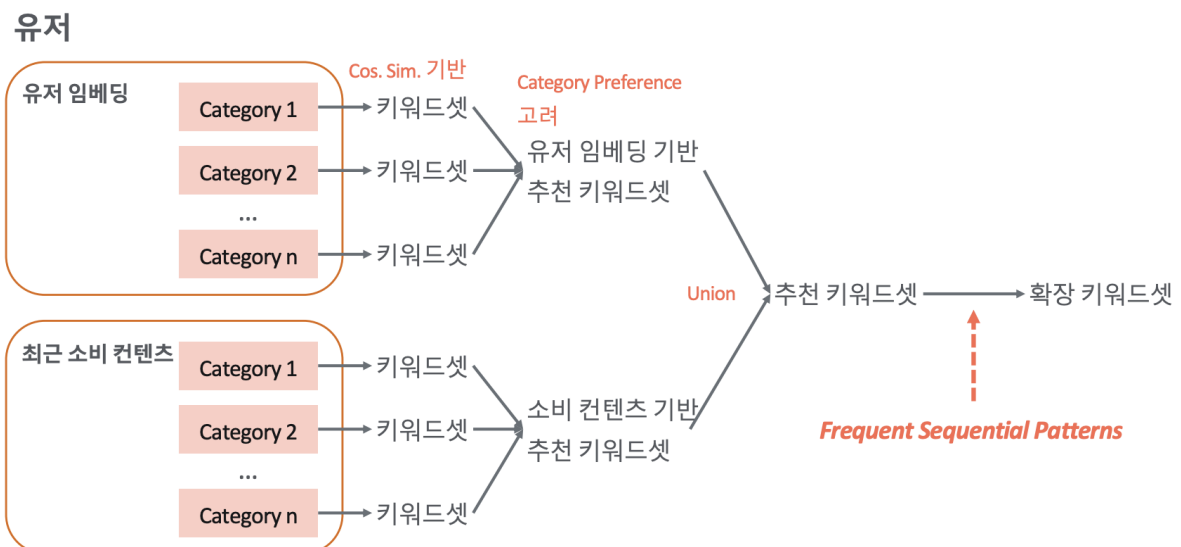 유저
유저 임베딩
Category 1
Category 2
...
Category n
Cos. Sim. 기반
키워드셋
키워드셋
키워드셋
Category Preference
고려
유저 임베딩 기반
추천 키워드셋
최근 소비 컨텐츠
Category 1
Category 2
...
Category n
키워드셋
키워드셋
키워드셋
소비 컨텐츠 기반
추천 키워드셋
Union
추천 키워드셋
확장 키워드셋
Frequent Sequential Patterns